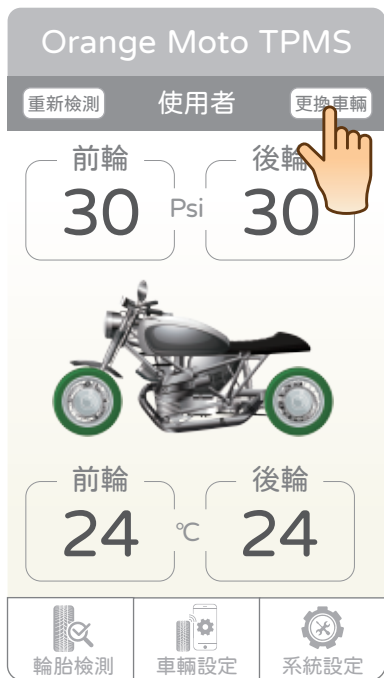 Orange Moto TPMS
重新檢測 使用者 更換車輛
前輪 後輪
30 Psi 30
前輪 後輪
24 ℃ 24
輪胎檢測 車輛設定 系統設定